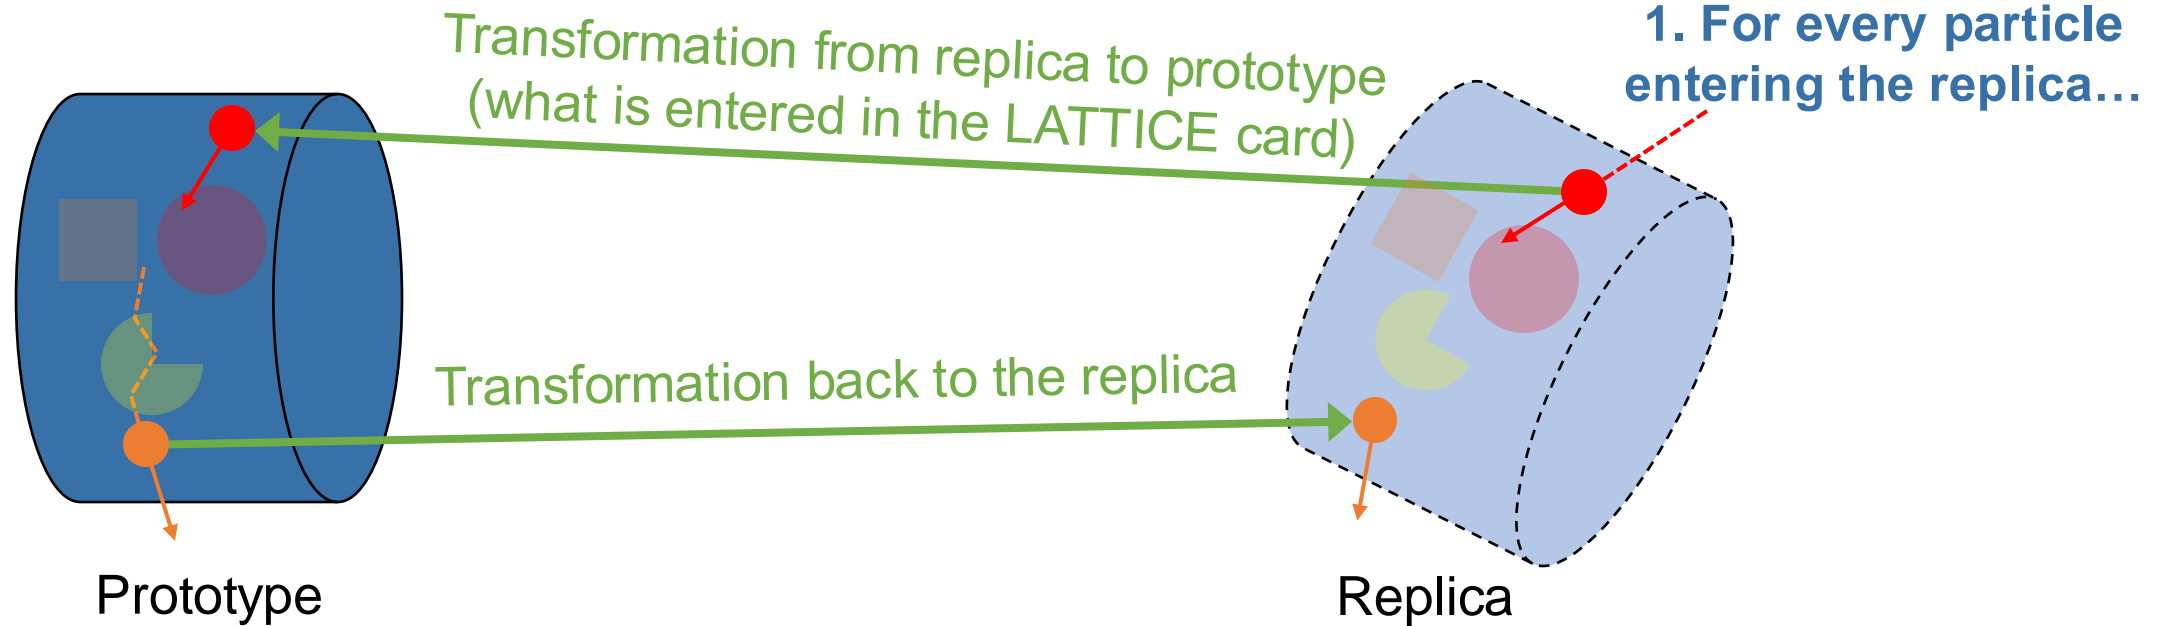 Transformation from replica to prototype
(what is entered in the LATTICE card)
1. For every particle
entering the replica…
Transformation back to the replica
Prototype
Replica